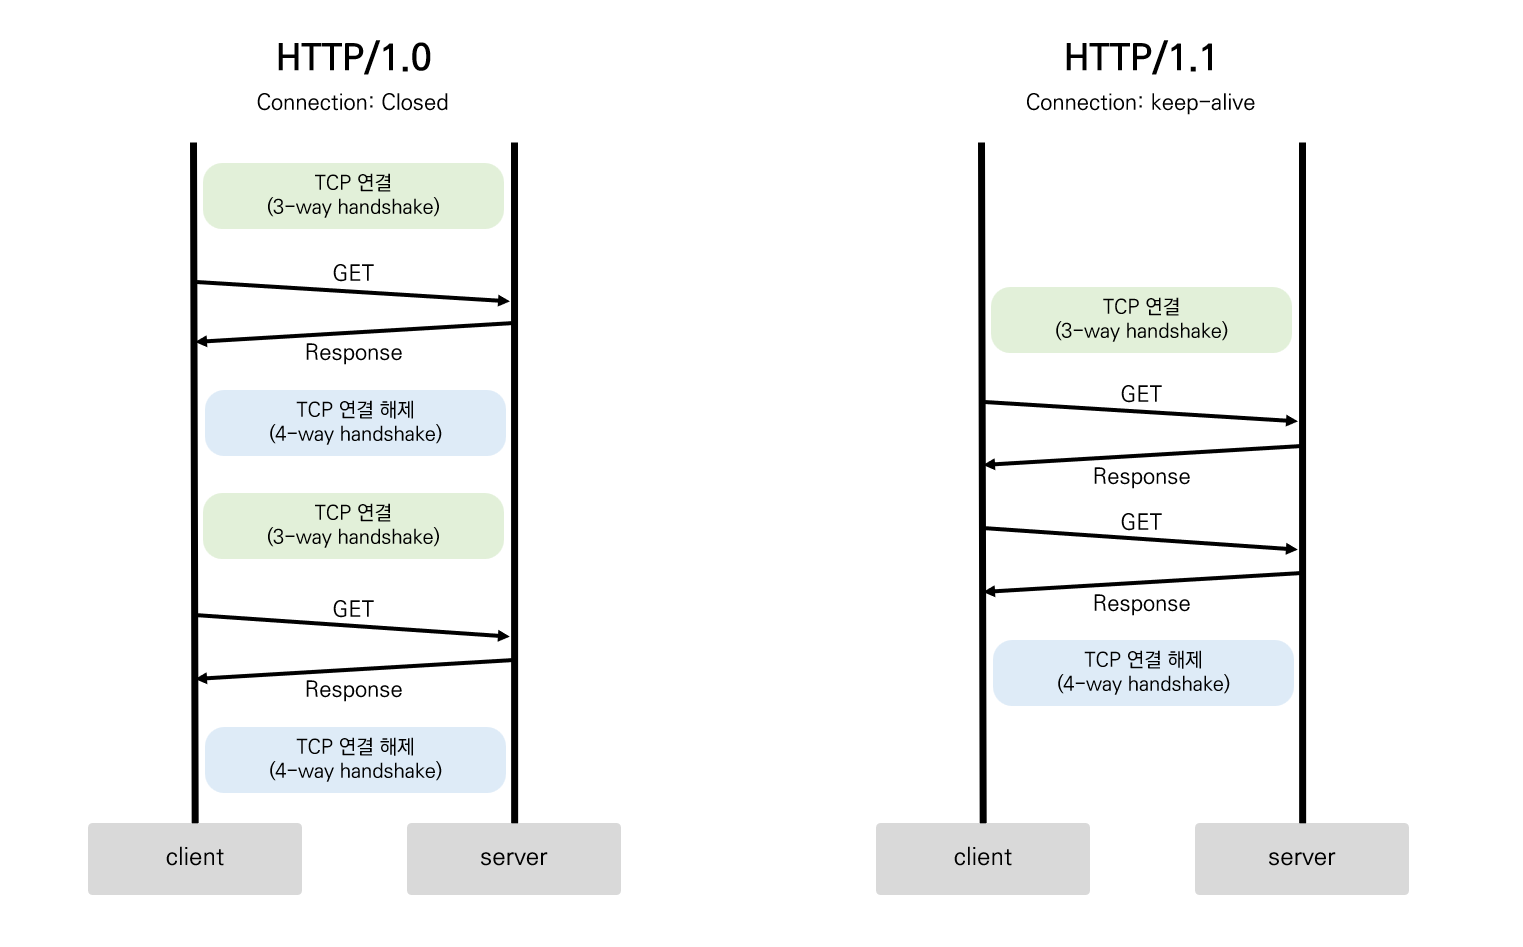 HTTP/1.0
Connection: Closed
TCP 연결
(3-way handshake)
GET
Response
TCP 연결 해제
(4-way handshake)
TCP 연결
(3-way handshake)
GET
Response
TCP 연결 해제
(4-way handshake)
client
server
HTTP/1.1
Connection: keep-alive
TCP 연결
(3-way handshake)
GET
Response
GET
Response
TCP 연결 해제
(4-way handshake)
client
server